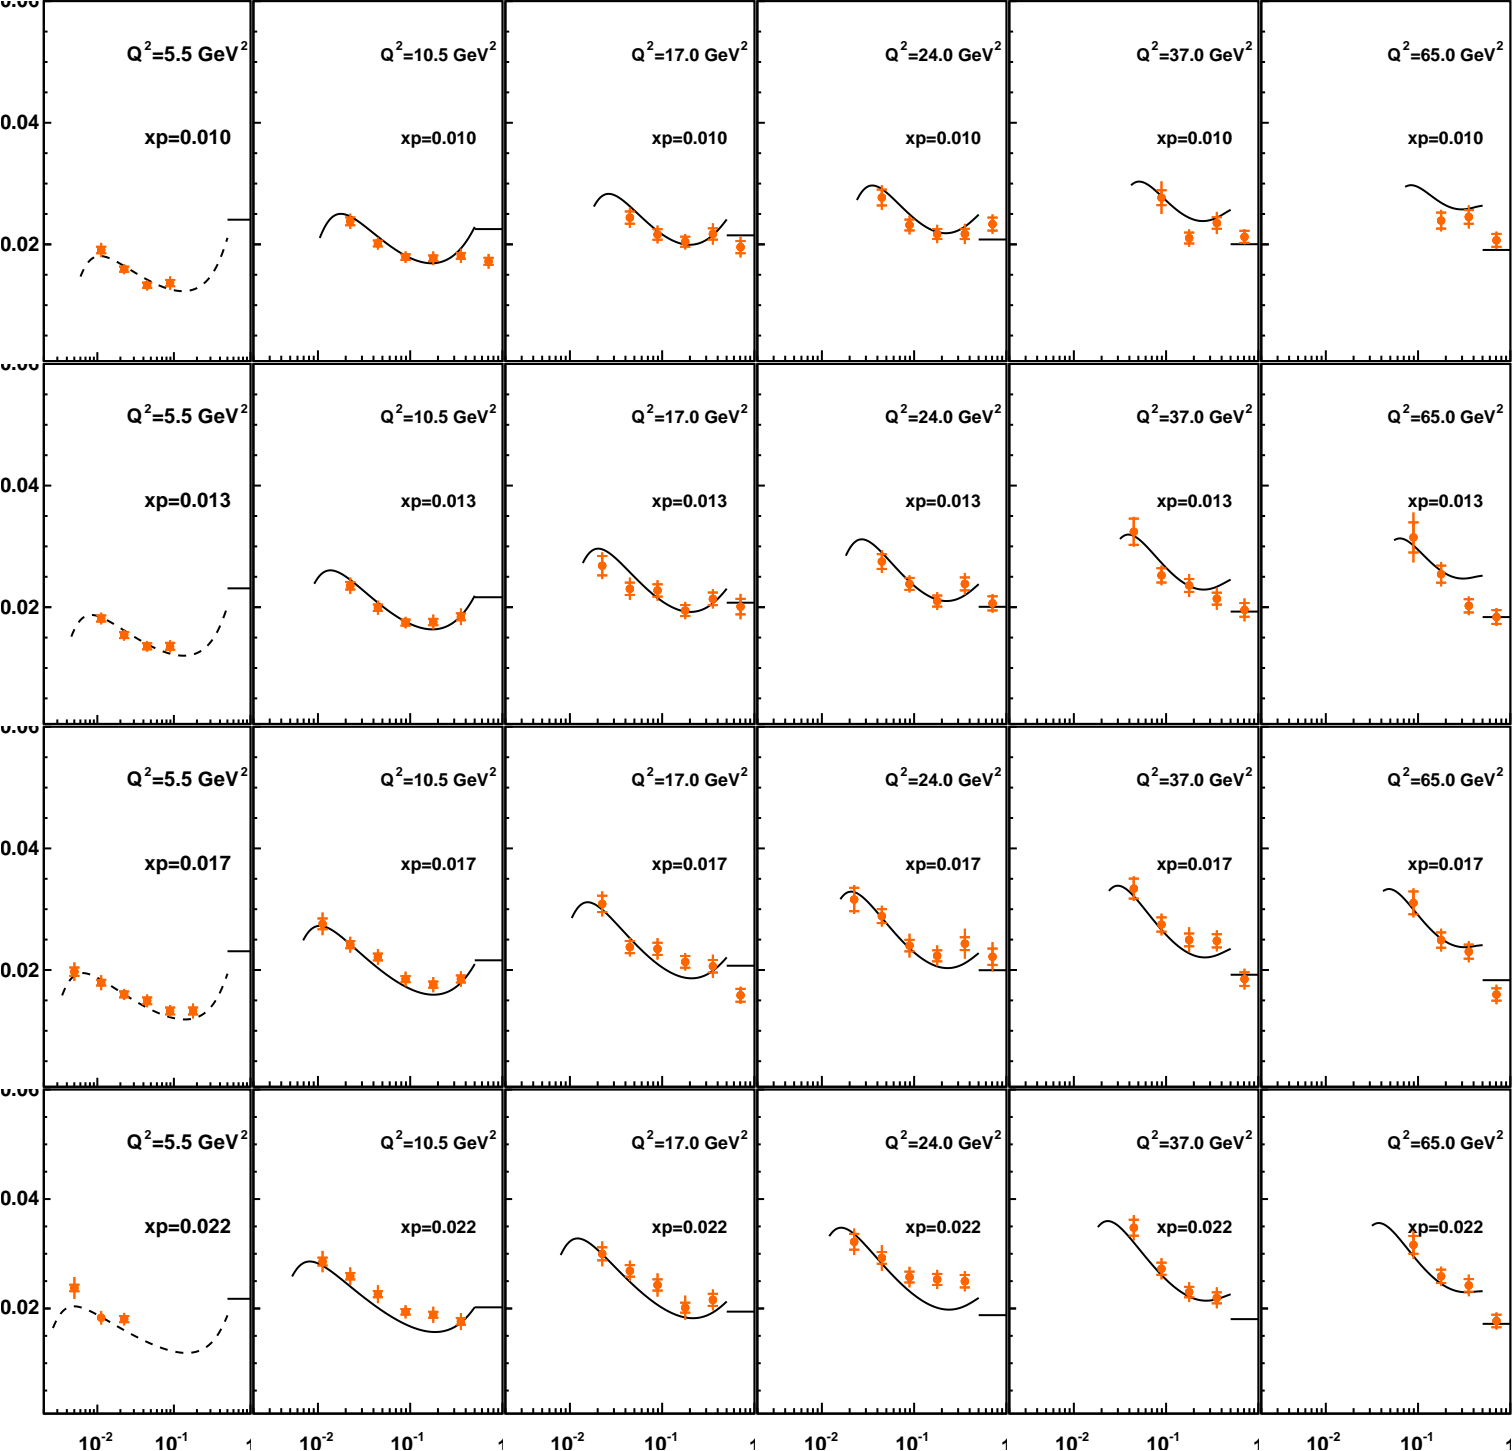 0.06
Q²=5.5 GeV² Q²=10.5 GeV² Q²=17.0 GeV² Q²=24.0 GeV² Q²=37.0 GeV² Q²=65.0 GeV²
0.04
xp=0.010 xp=0.010 xp=0.010 xp=0.010 xp=0.010 xp=0.010
0.02
0.06
Q²=5.5 GeV² Q²=10.5 GeV² Q²=17.0 GeV² Q²=24.0 GeV² Q²=37.0 GeV² Q²=65.0 GeV²
0.04
xp=0.013 xp=0.013 xp=0.013 xp=0.013 xp=0.013 xp=0.013
0.02
0.06
Q²=5.5 GeV² Q²=10.5 GeV² Q²=17.0 GeV² Q²=24.0 GeV² Q²=37.0 GeV² Q²=65.0 GeV²
0.04
xp=0.017 xp=0.017 xp=0.017 xp=0.017 xp=0.017 xp=0.017
0.02
0.06
Q²=5.5 GeV² Q²=10.5 GeV² Q²=17.0 GeV² Q²=24.0 GeV² Q²=37.0 GeV² Q²=65.0 GeV²
0.04
xp=0.022 xp=0.022 xp=0.022 xp=0.022 xp=0.022 xp=0.022
0.02
10⁻² 10⁻¹ 1 10⁻² 10⁻¹ 1 10⁻² 10⁻¹ 1 10⁻² 10⁻¹ 1 10⁻² 10⁻¹ 1 10⁻² 10⁻¹ 1